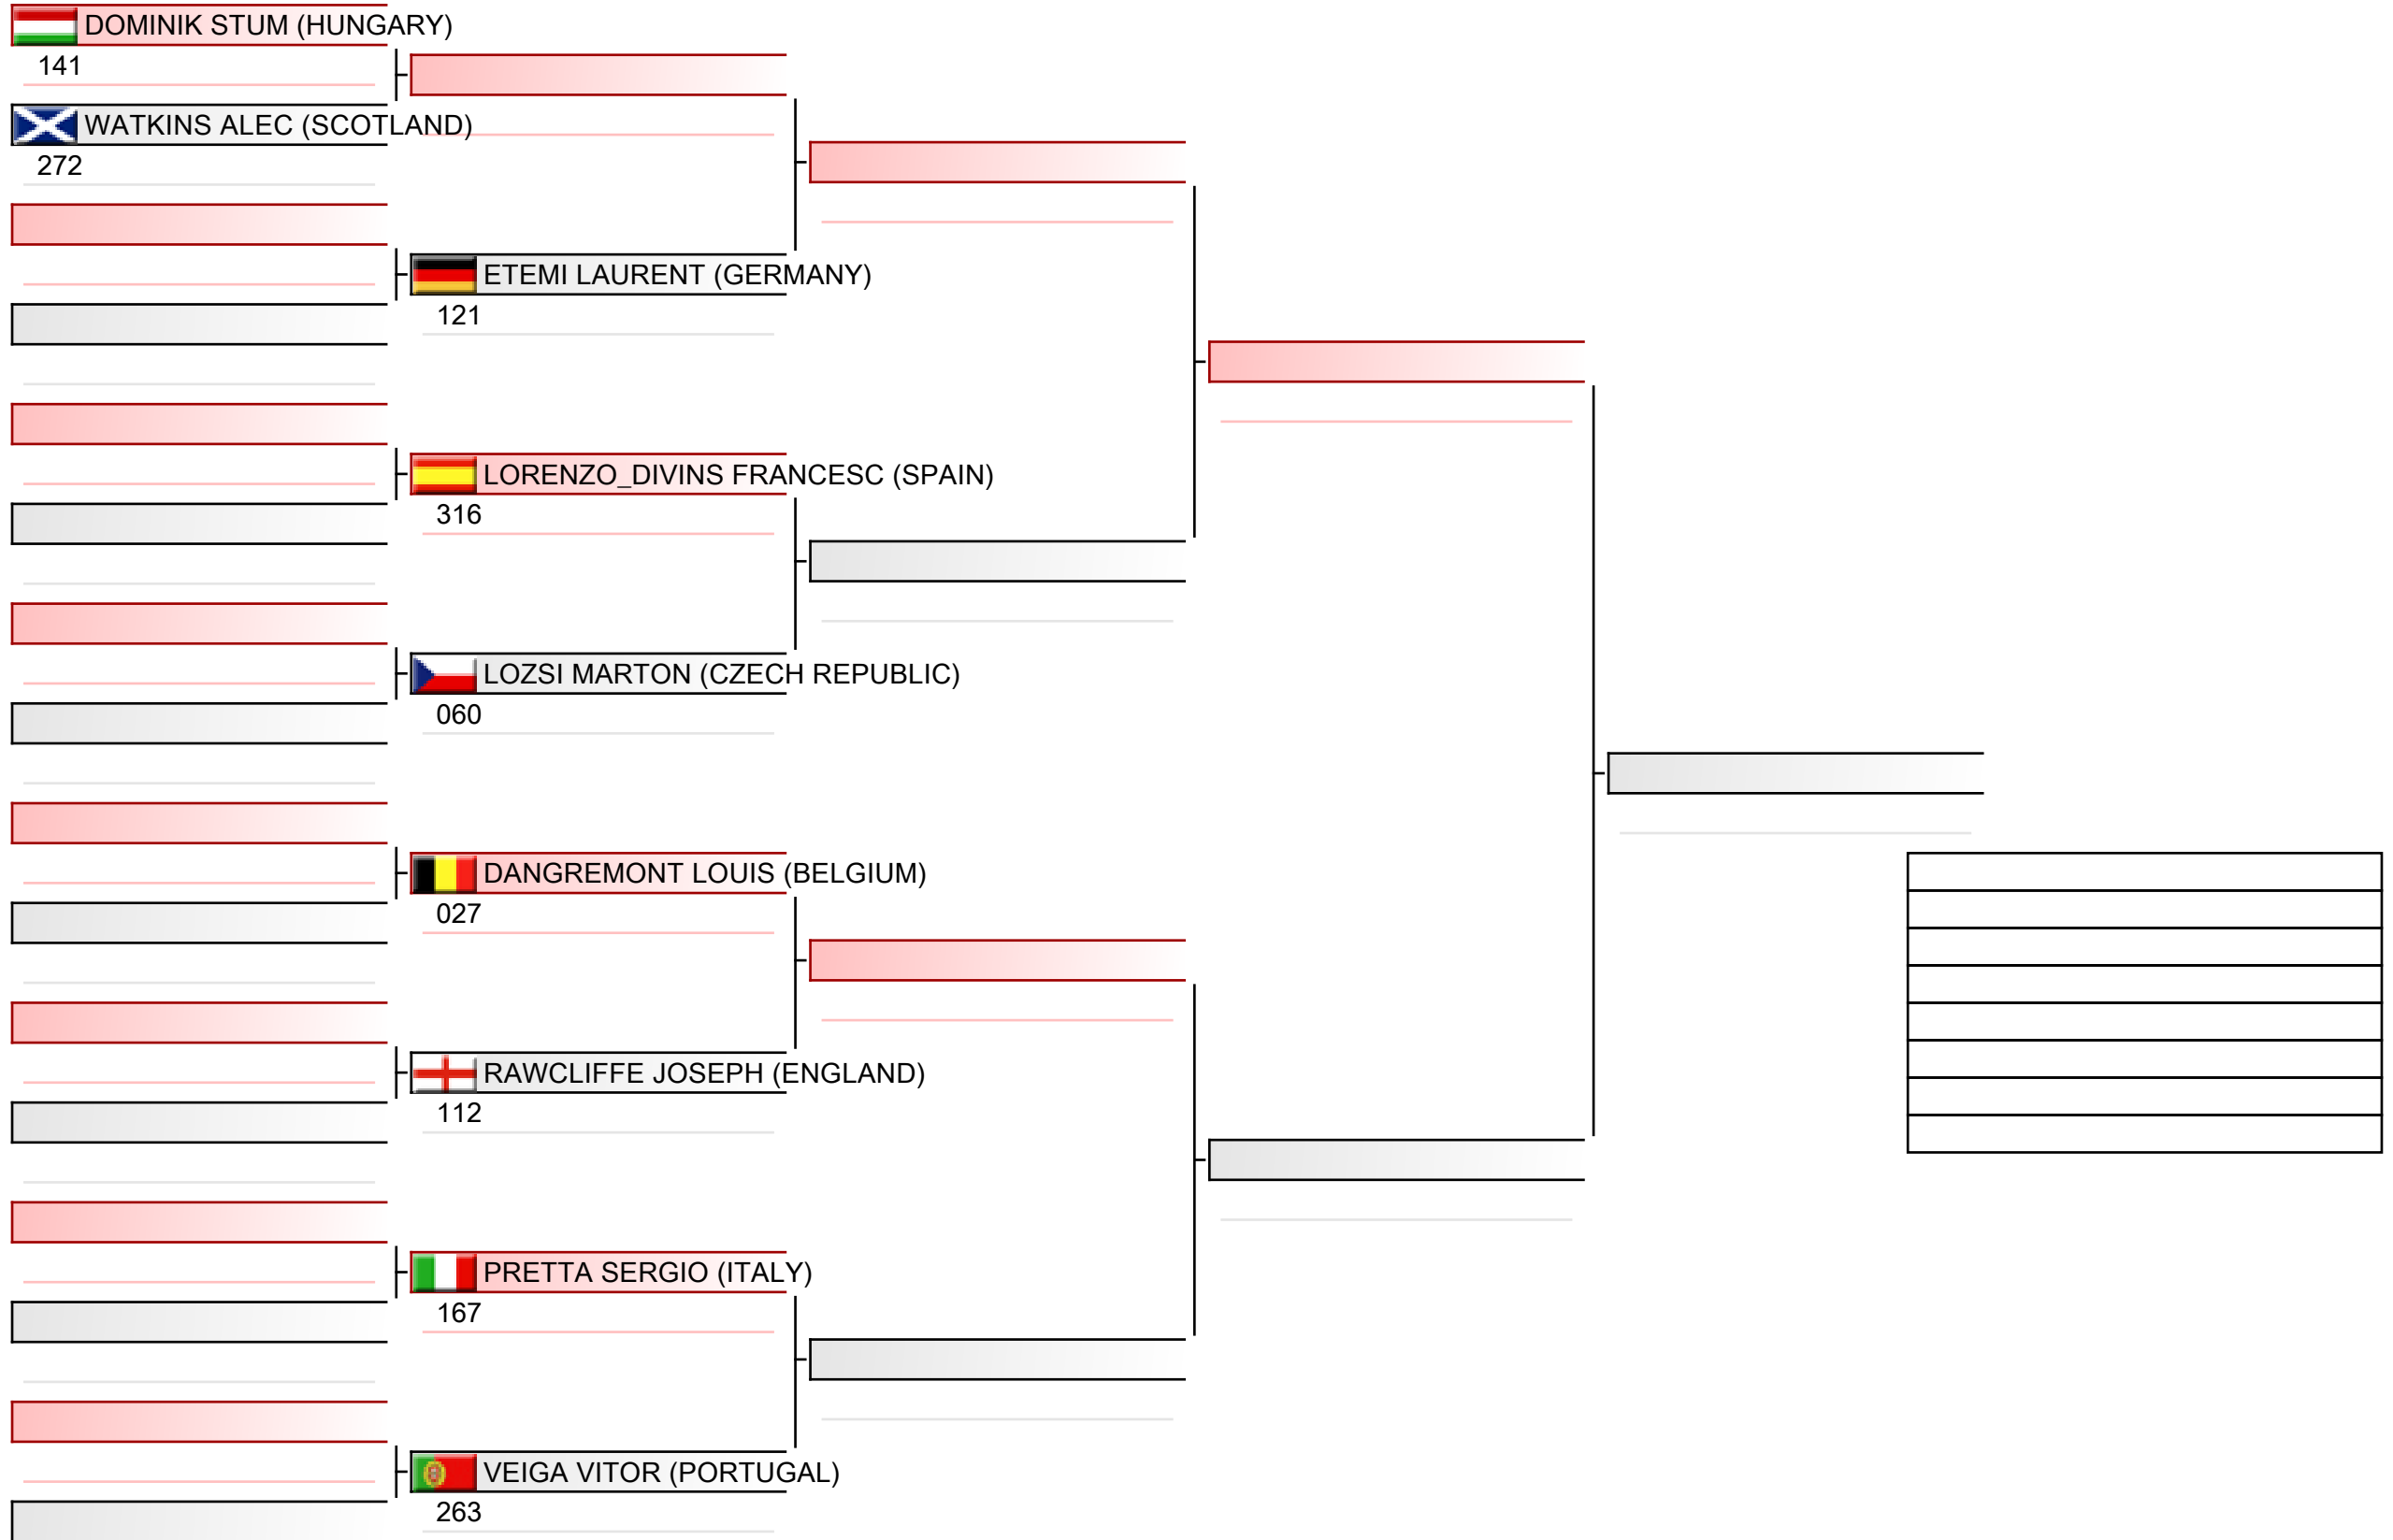 DOMINIK STUM (HUNGARY)
141
WATKINS ALEC (SCOTLAND)
272
ETEMI LAURENT (GERMANY)
121
LORENZO_DIVINS FRANCESC (SPAIN)
316
LOZSI MARTON (CZECH REPUBLIC)
060
DANGREMONT LOUIS (BELGIUM)
027
RAWCLIFFE JOSEPH (ENGLAND)
112
PRETTA SERGIO (ITALY)
167
VEIGA VITOR (PORTUGAL)
263